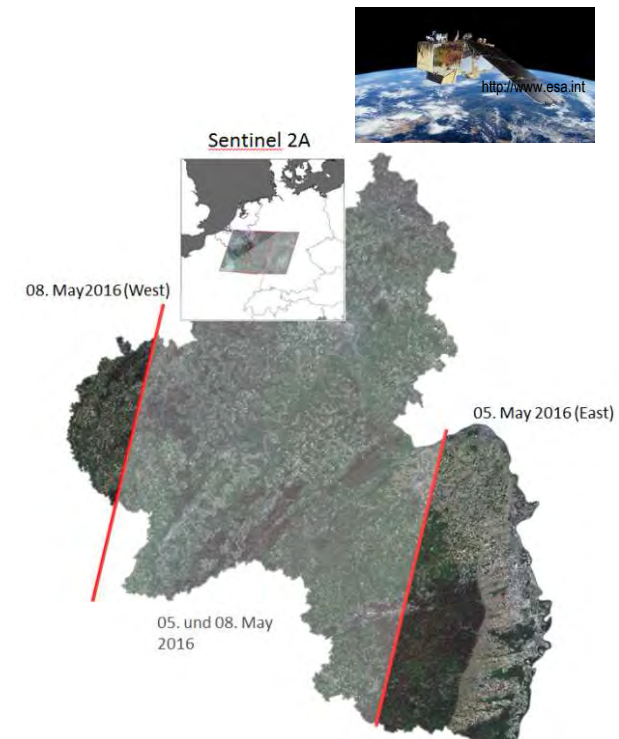 http://www.esa.int
Sentinel 2A
08. May2016(West)
05. May 2016(East)
05. und 08. May
2016